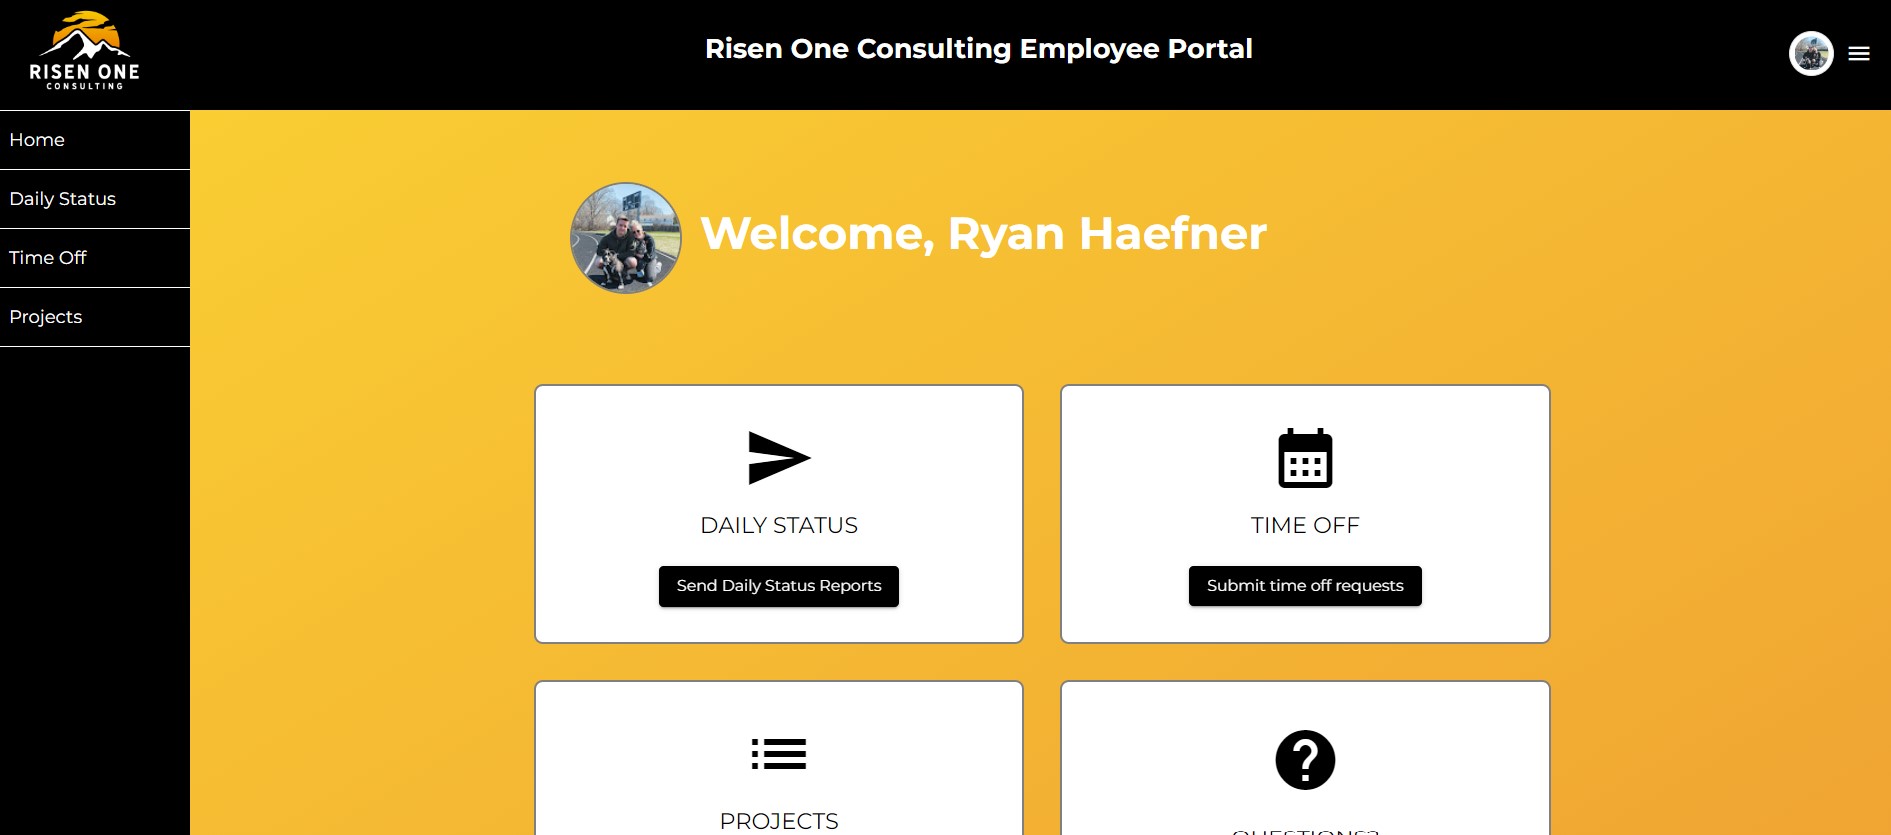 RISEN ONE
CONSULTING
Risen One Consulting Employee Portal
Home
Daily Status
Time Off
Projects
Welcome, Ryan Haefner
DAILY STATUS
Send Daily Status Reports
TIME OFF
Submit time off requests
PROJECTS
QUESTIONS?